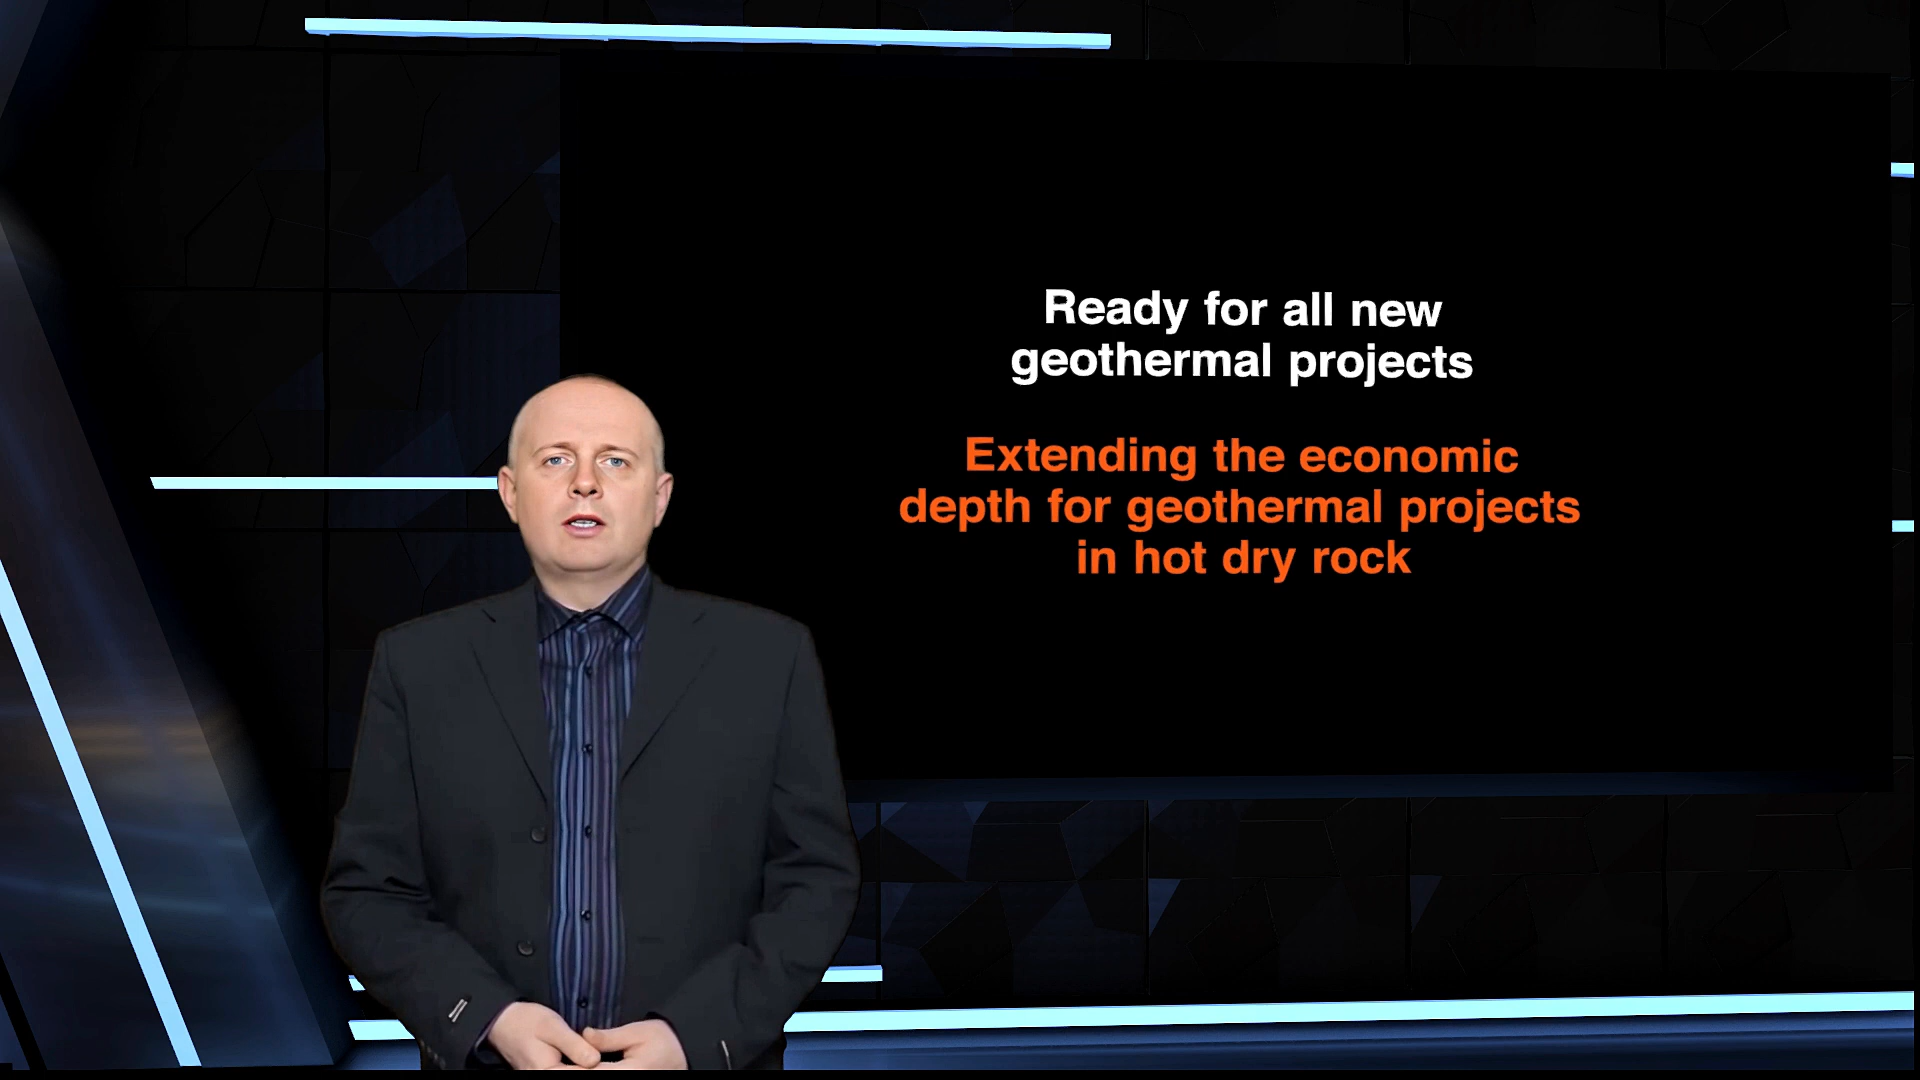 Ready for all new
geothermal projects
Extending the economic
depth for geothermal projects
in hot dry rock